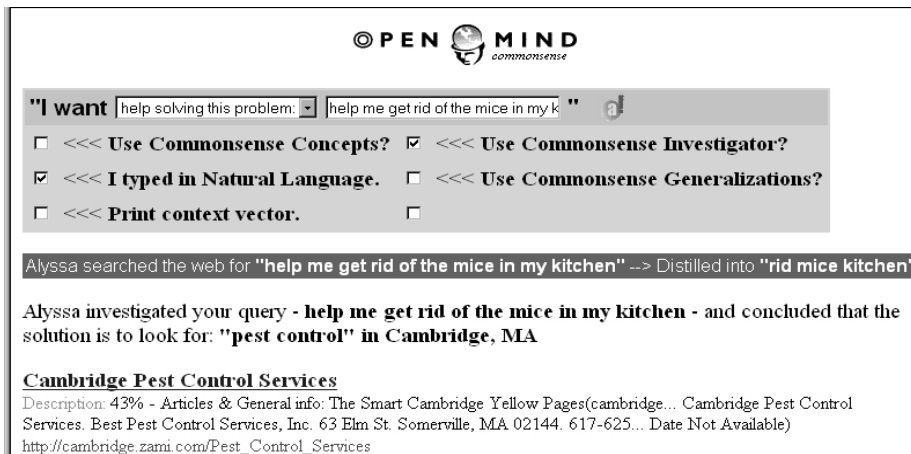 OPEN MIND
commonsense
"I want help solving this problem: help me get rid of the mice in my k "
<<< Use Commonsense Concepts? <<< Use Commonsense Investigator?
<<< I typed in Natural Language. <<< Use Commonsense Generalizations?
<<< Print context vector.
Alyssa searched the web for "help me get rid of the mice in my kitchen" --> Distilled into "rid mice kitchen"
Alyssa investigated your query - help me get rid of the mice in my kitchen - and concluded that the
solution is to look for: "pest control" in Cambridge, MA
Cambridge Pest Control Services
Description: 43% - Articles & General info: The Smart Cambridge Yellow Pages(cambridge... Cambridge Pest Control
Services. Best Pest Control Services, Inc. 63 Elm St. Somerville, MA 02144. 617-625... Date Not Available)
http://cambridge.zami.com/Pest_Control_Services